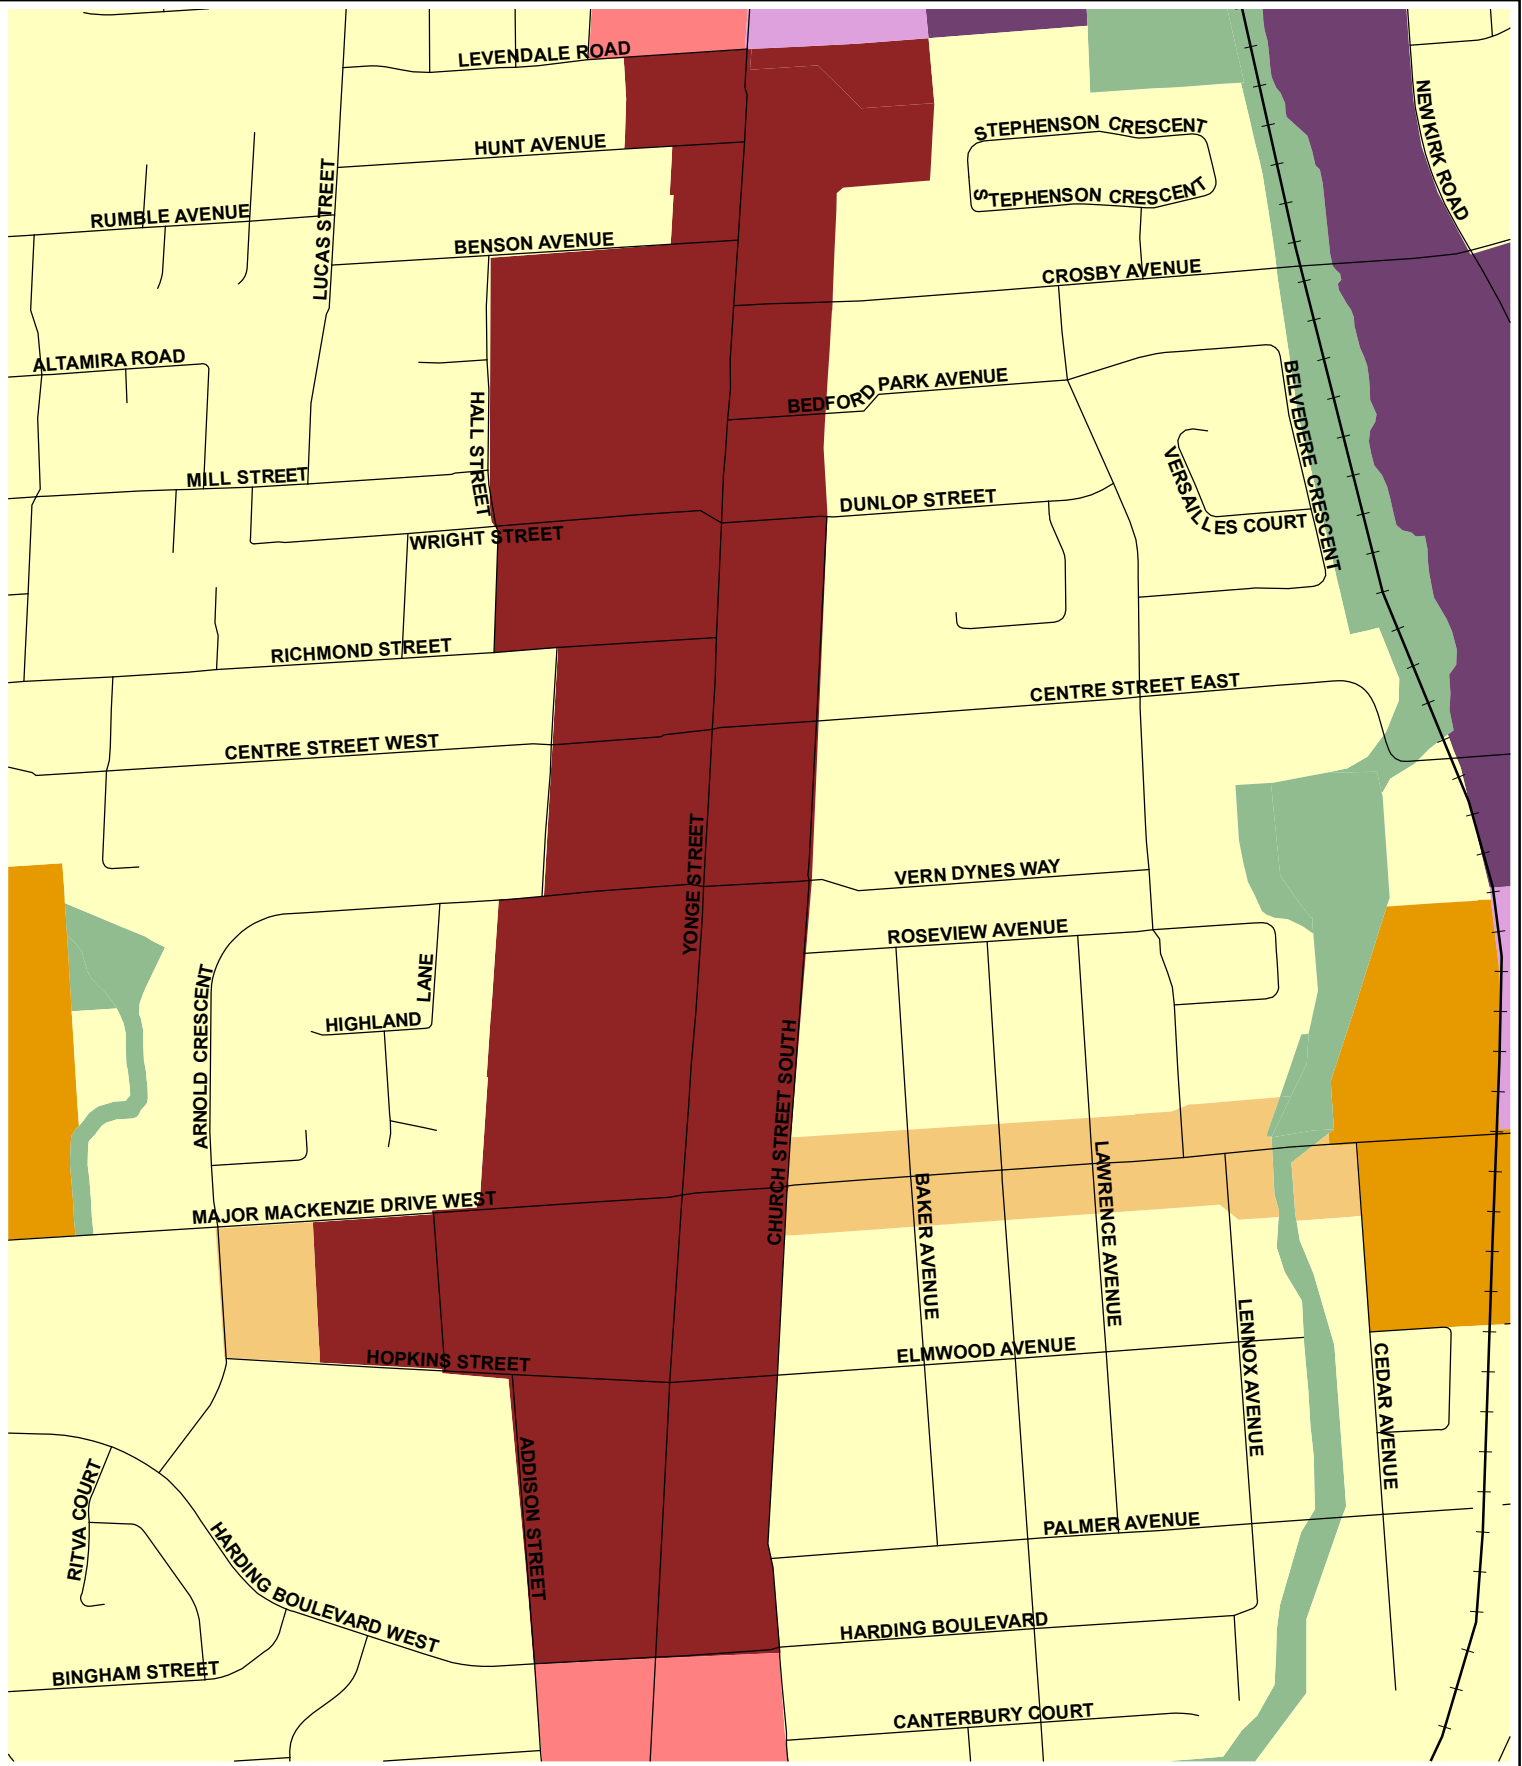 LEVENDALE ROAD
NEWKIRK ROAD
STEPHENSON CRESCENT
HUNT AVENUE
LUCAS STREET
STEPHENSON CRESCENT
RUMBLE AVENUE
BENSON AVENUE
CROSBY AVENUE
ALTAMIRA ROAD
BEDFORD PARK AVENUE
BELVEDERE CRESCENT
HALL STREET
MILL STREET
VERSAILLES COURT
DUNLOP STREET
WRIGHT STREET
RICHMOND STREET
CENTRE STREET EAST
CENTRE STREET WEST
YONGE STREET
VERN DYNES WAY
ROSEVIEW AVENUE
ARNOLD CRESCENT
HIGHLAND LANE
CHURCH STREET SOUTH
LAWRENCE AVENUE
BAKER AVENUE
MAJOR MACKENZIE DRIVE WEST
LENNOX AVENUE
ELMWOOD AVENUE
HOPKINS STREET
CEDAR AVENUE
ADDISON STREET
RITVA COURT
PALMER AVENUE
HARDING BOULEVARD WEST
HARDING BOULEVARD
BINGHAM STREET
CANTERBURY COURT